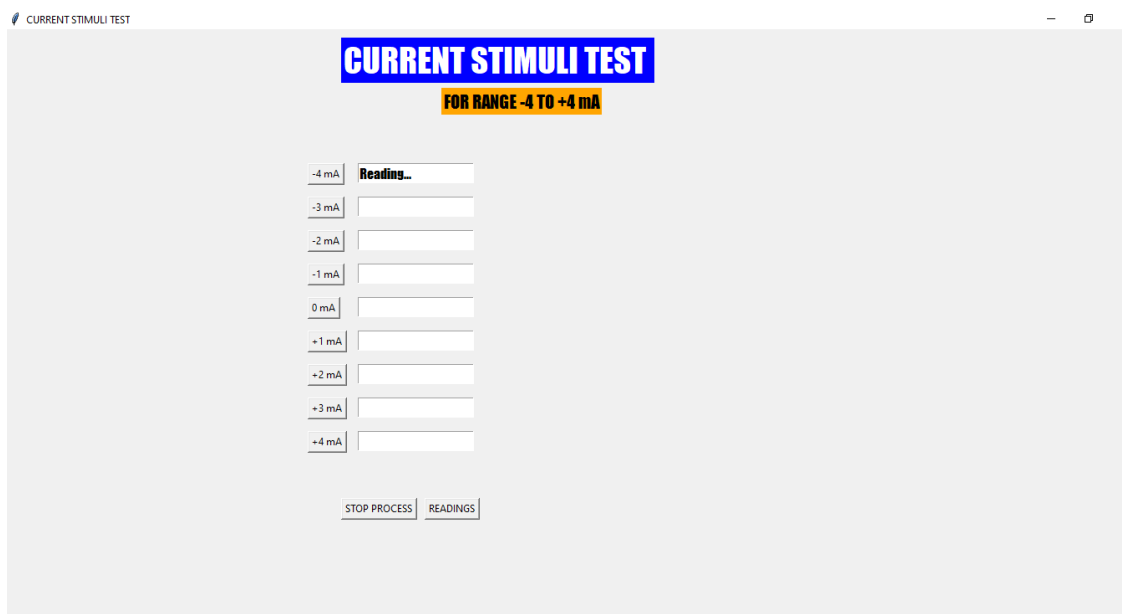 CURRENT STIMULI TEST
CURRENT STIMULI TEST
FOR RANGE -4 TO +4 mA
-4 mA Reading...
-3 mA
-2 mA
-1 mA
0 mA
+1 mA
+2 mA
+3 mA
+4 mA
STOP PROCESS READINGS